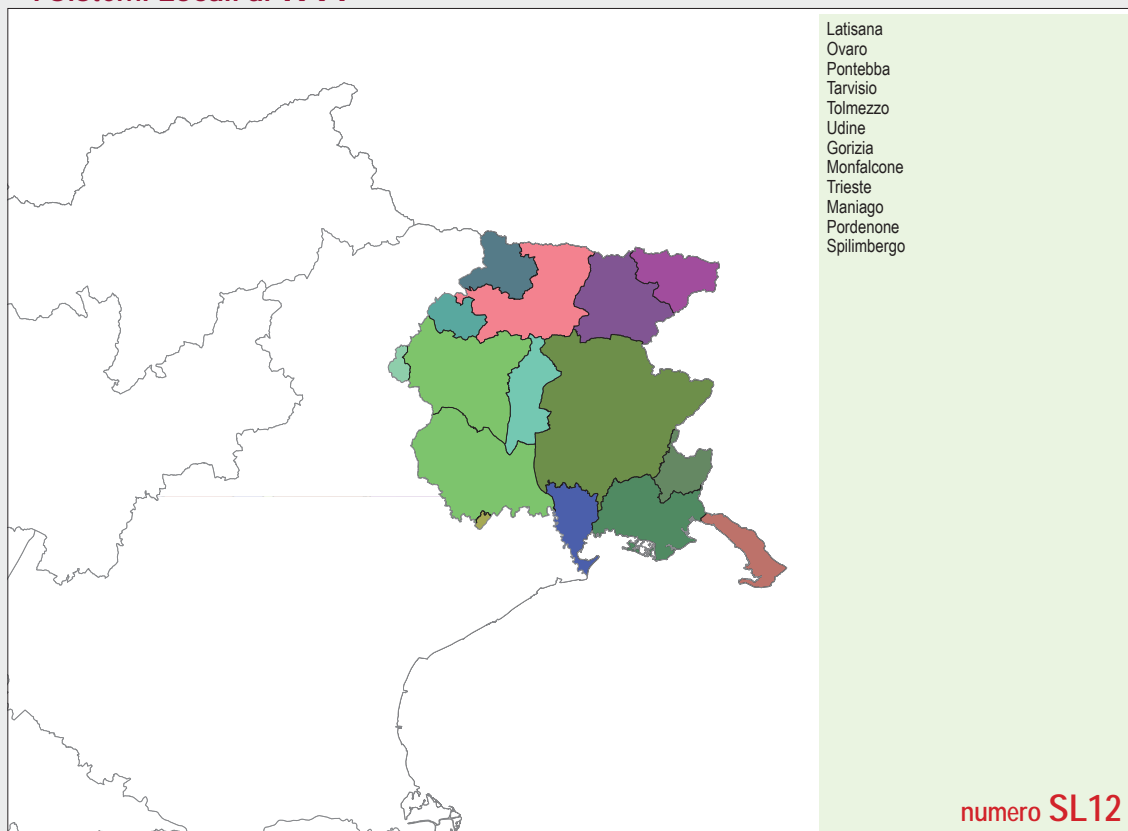 Latisana
Ovaro
Pontebba
Tarvisio
Tolmezzo
Udine
Gorizia
Monfalcone
Trieste
Maniago
Pordenone
Spilimbergo
numero SL12